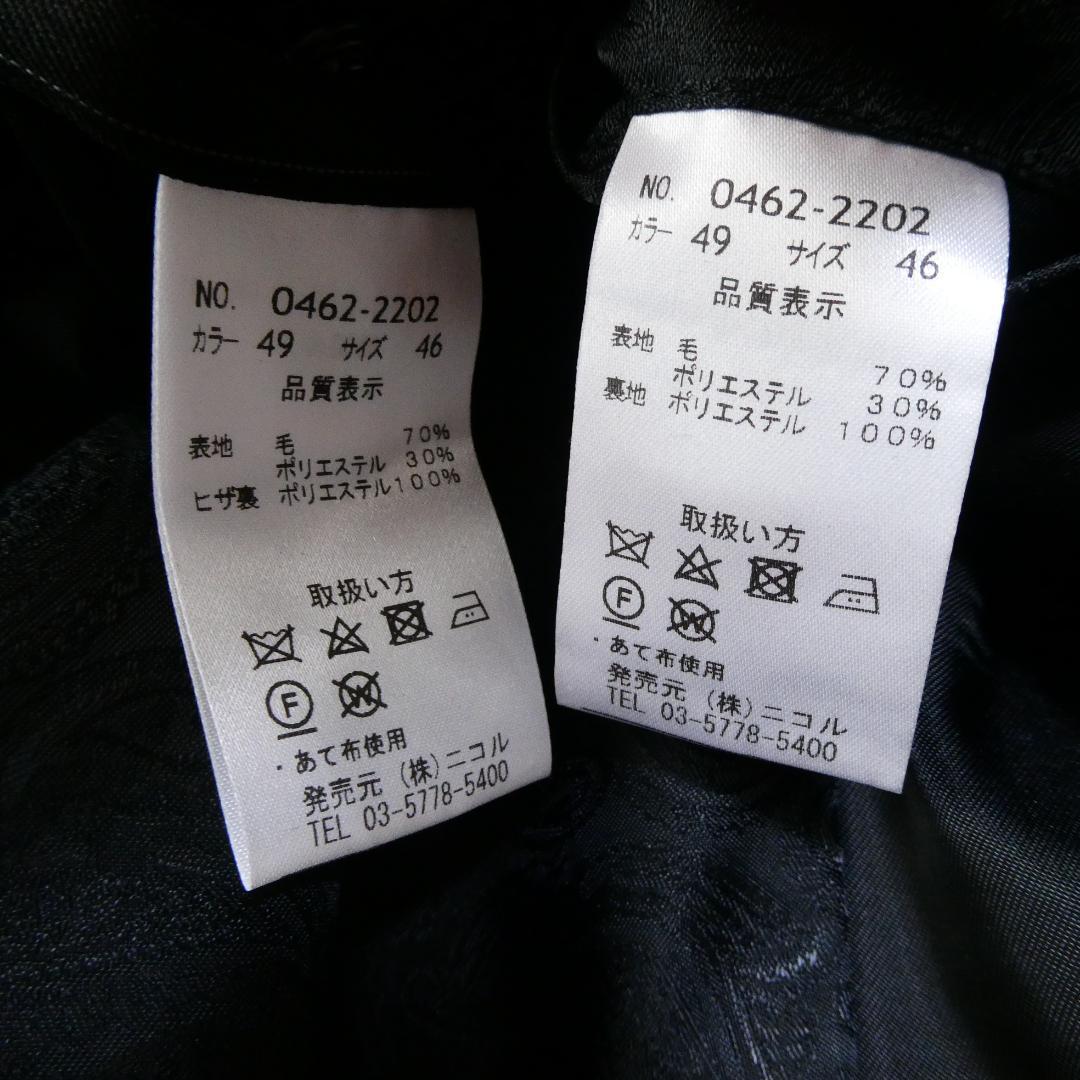 NO. 0462-2202
カラー 49 サイズ 46
品質表示
表地 毛 70%
ポリエステル 30%
ヒザ裏 ポリエステル 100%
取扱い方
F W
・あて布使用
発売元 (株)ニコル
TEL 03-5778-5400
NO. 0462-2202
カラー 49 サイズ 46
品質表示
表地 毛 70%
ポリエステル 30%
裏地 ポリエステル 100%
取扱い方
F W
・あて布使用
発売元 (株)ニコル
TEL 03-5778-5400